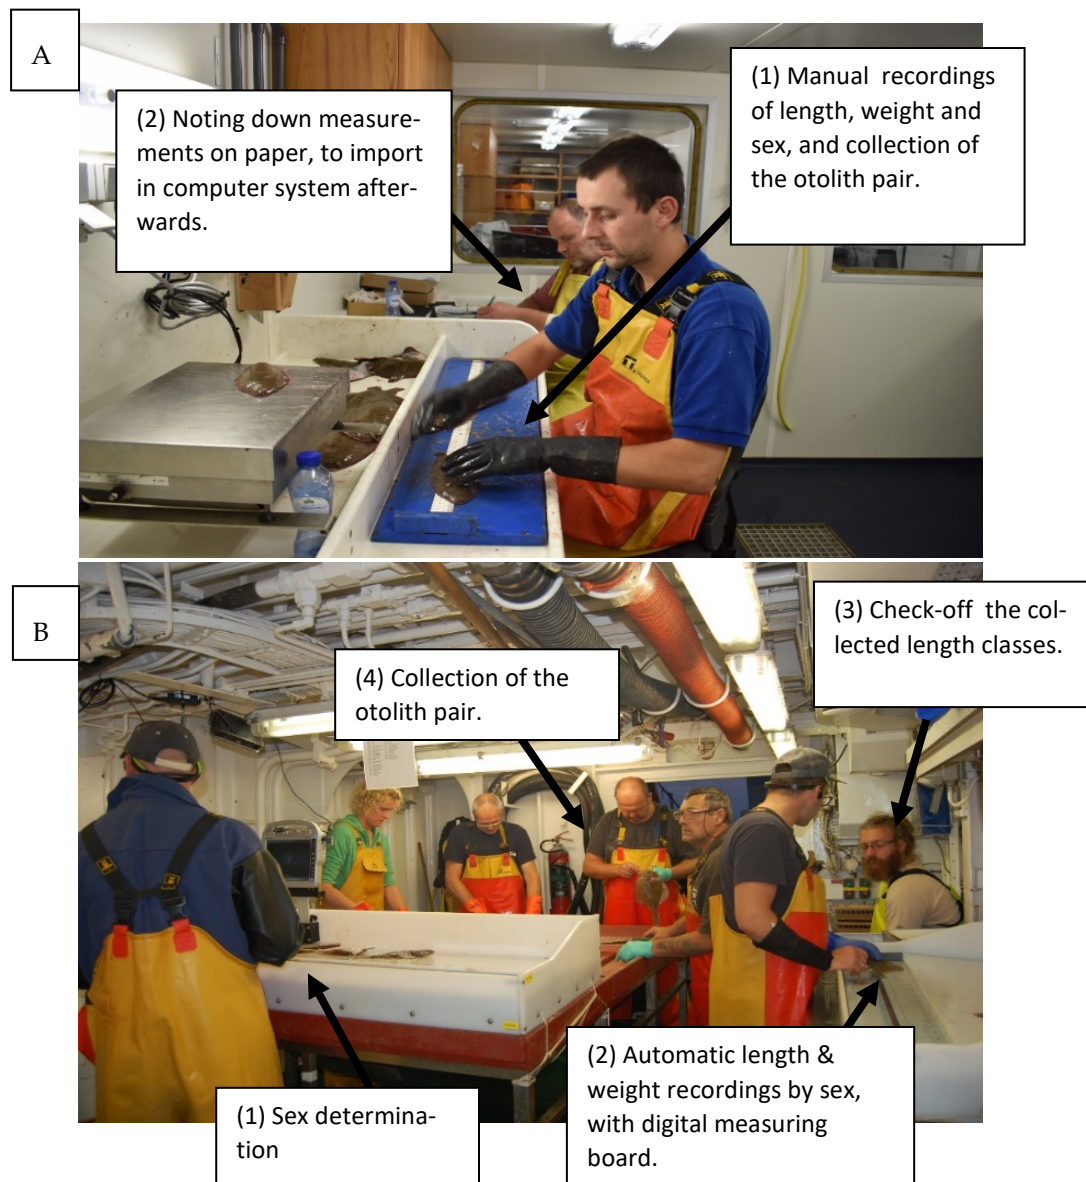 A
(1) Manual recordings
of length, weight and
sex, and collection of
the otolith pair.
(2) Noting down measure-
ments on paper, to import
in computer system after-
wards.
B
(3) Check-off the col-
lected length classes.
(4) Collection of the
otolith pair.
(1) Sex determina-
tion
(2) Automatic length &
weight recordings by sex,
with digital measuring
board.